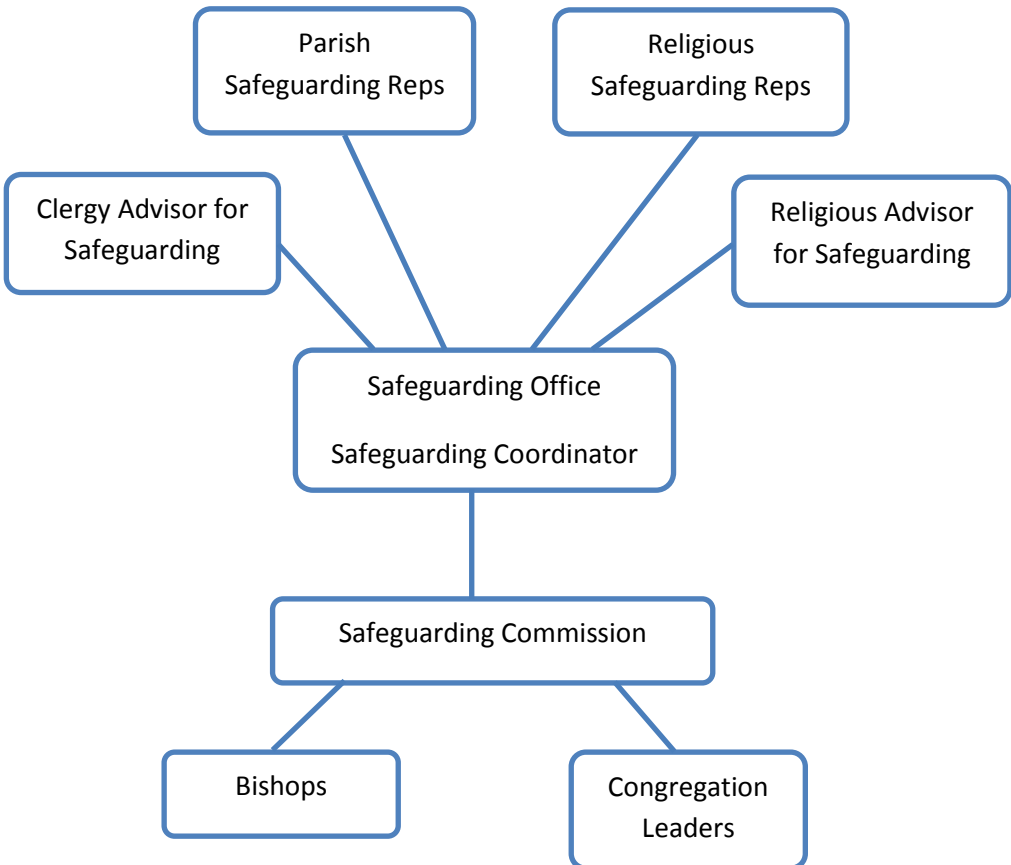 Parish
Safeguarding Reps
Religious
Safeguarding Reps
Clergy Advisor for
Safeguarding
Religious Advisor
for Safeguarding
Safeguarding Office
Safeguarding Coordinator
Safeguarding Commission
Bishops
Congregation
Leaders